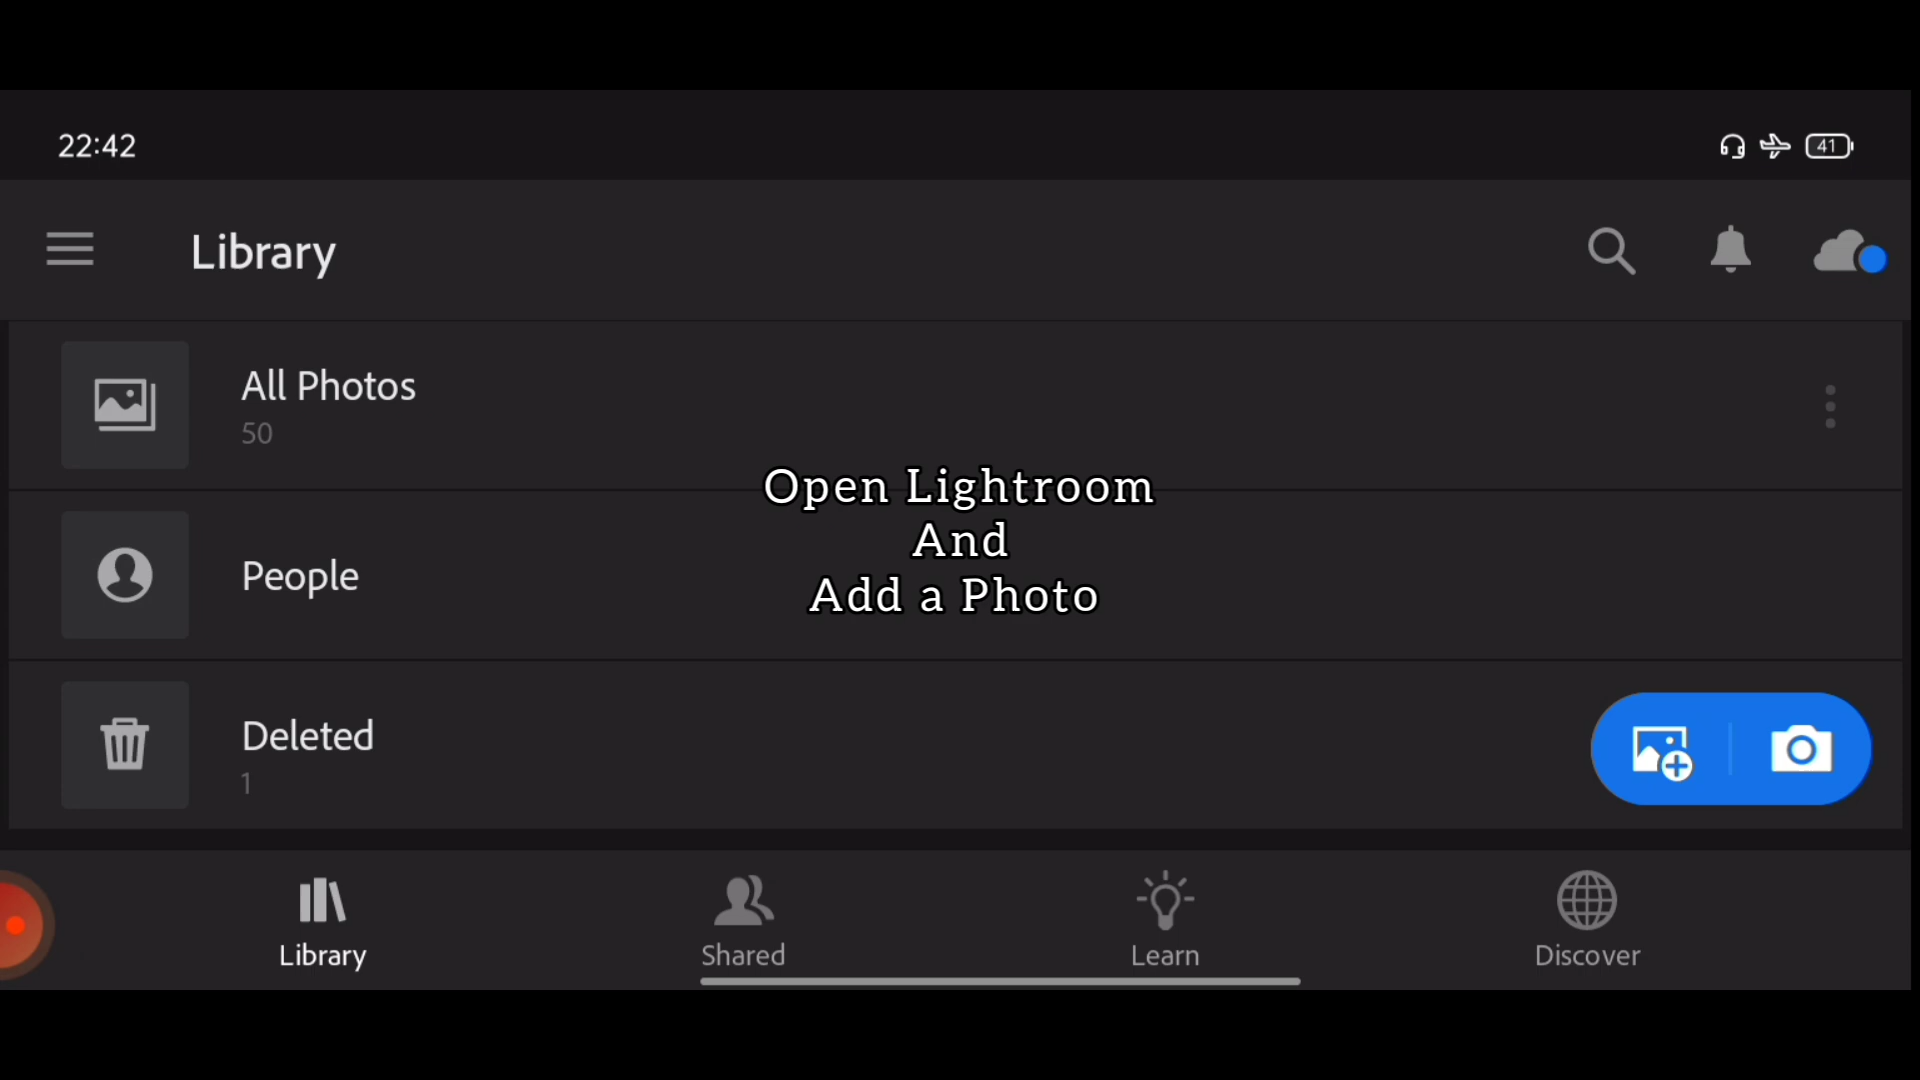 22:42
41
Library
All Photos
50
Open Lightroom
And
Add a Photo
People
Deleted
1
Library
Shared
Learn
Discover